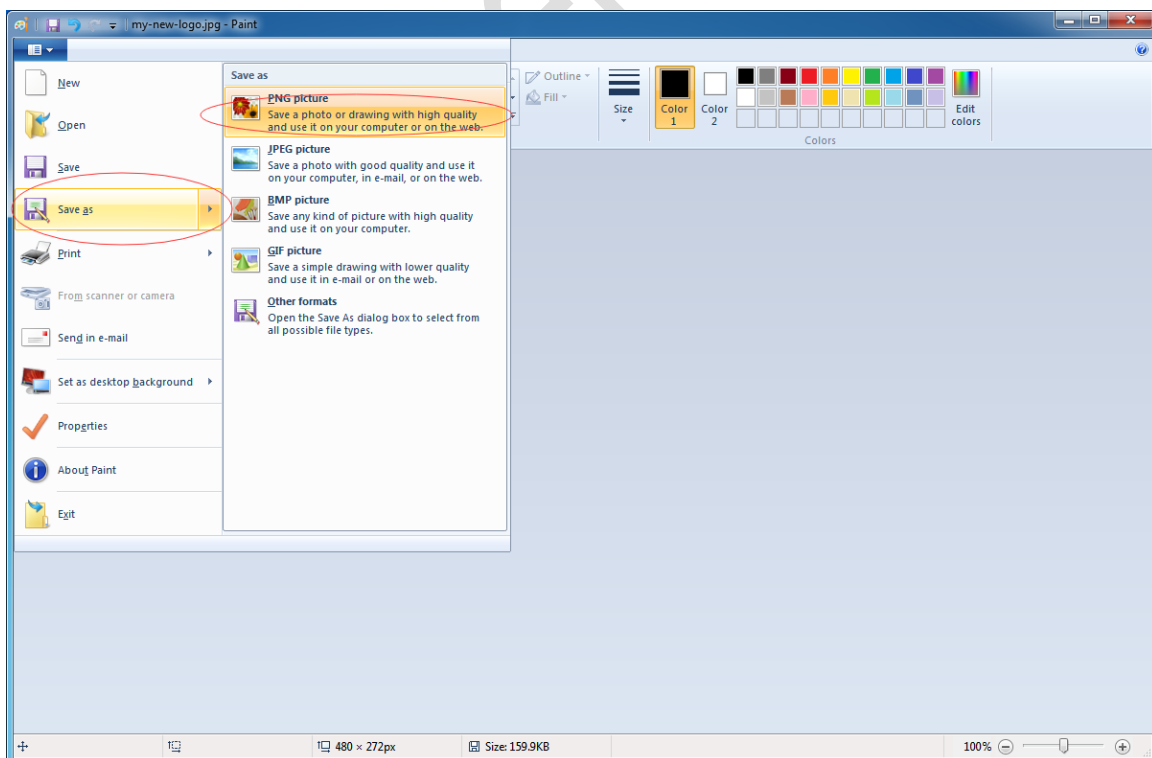 my-new-logo.jpg - Paint
New
Open
Save
Save as
Print
From scanner or camera
Send in e-mail
Set as desktop background
Properties
About Paint
Exit
Save as
PNG picture
Save a photo or drawing with high quality
and use it on your computer or on the web.
JPEG picture
Save a photo with good quality and use it
on your computer, in e-mail, or on the web.
BMP picture
Save any kind of picture with high quality
and use it on your computer.
GIF picture
Save a simple drawing with lower quality
and use it in e-mail or on the web.
Other formats
Open the Save As dialog box to select from
all possible file types.
Outline
Fill
Size
Color
1
Color
2
Edit
colors
Colors
480 × 272px
Size: 159.9KB
100%